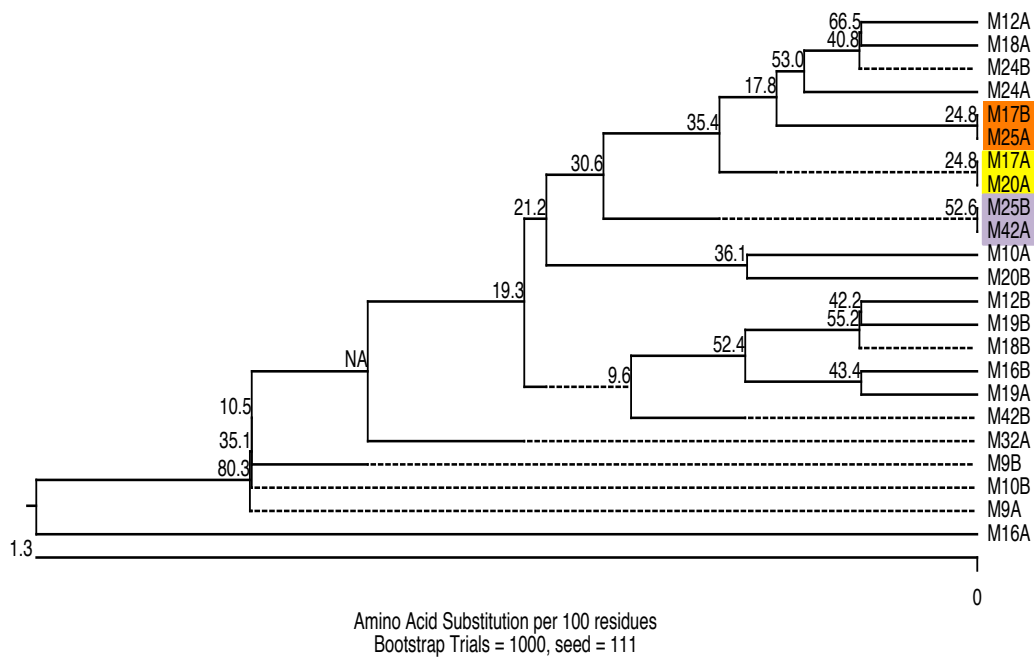 66.5
M12A
40.8
M18A
53.0
M24B
17.8
M24A
35.4
24.8
M17B
M25A
30.6
24.8
M17A
M20A
21.2
52.6
M25B
M42A
36.1
M10A
M20B
19.3
42.2
M12B
55.2
M19B
52.4
M18B
NA
9.6
43.4
M16B
M19A
10.5
M42B
35.1
M32A
80.3
M9B
M10B
M9A
M16A
1.3
0
Amino Acid Substitution per 100 residues
Bootstrap Trials = 1000, seed = 111